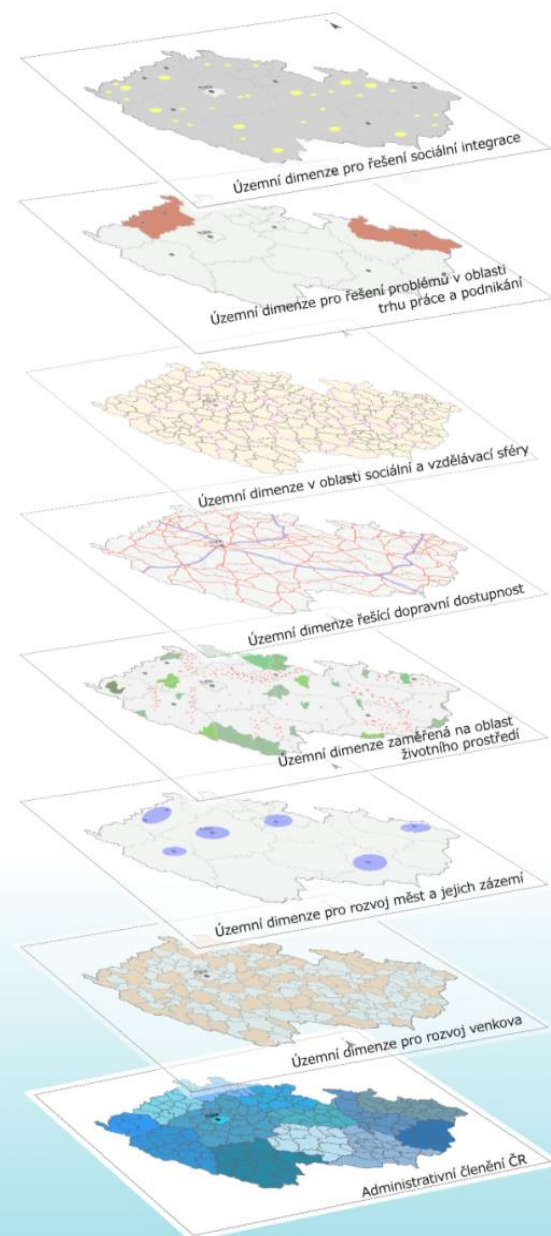 Územní dimenze pro řešení sociální integrace
Územní dimenze pro řešení problémů v oblasti
trhu práce a podnikání
Územní dimenze v oblasti sociální a vzdělávací sféry
Územní dimenze řešící dopravní dostupnost
Územní dimenze zaměřená na oblast
životního prostředí
Územní dimenze pro rozvoj měst a jejich zázemí
Územní dimenze pro rozvoj venkova
Administrativní členění ČR